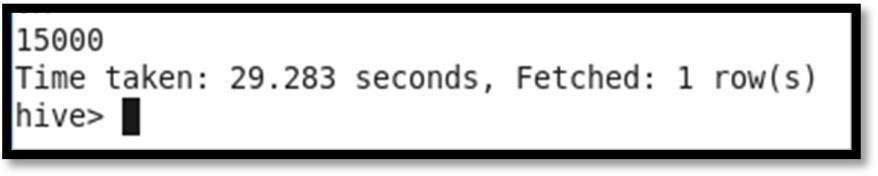 15000
Time taken: 29.283 seconds, Fetched: 1 row(s)
hive>